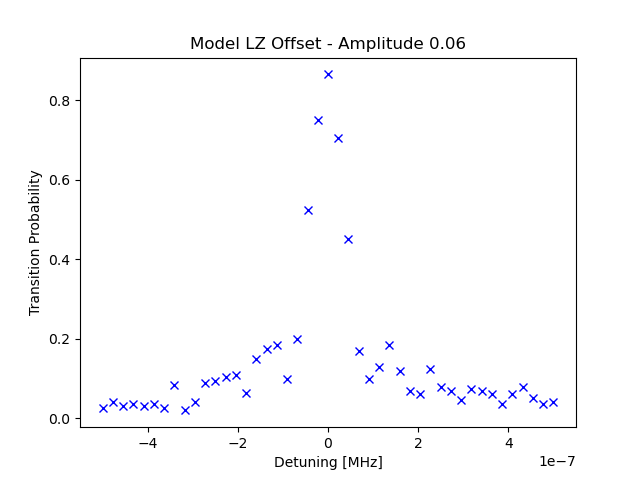 Model LZ Offset - Amplitude 0.06
Transition Probability
0.8
0.6
0.4
0.2
0.0
−4
−2
0
2
4
Detuning [MHz]
1e−7